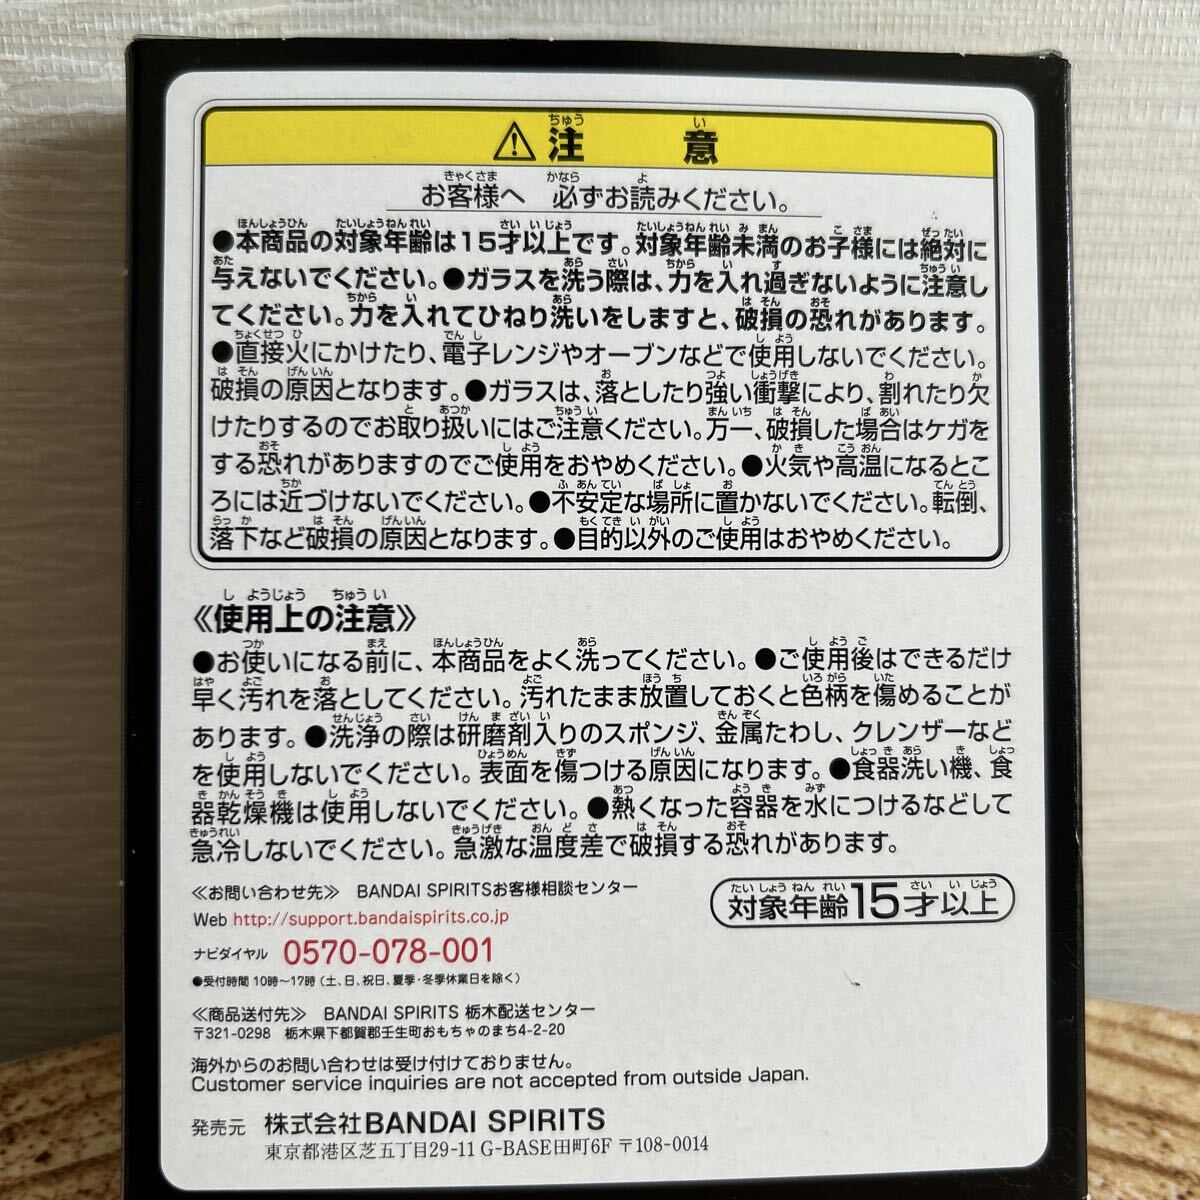 ⚠注意
お客様へ 必ずお読みください。
●本商品の対象年齢は15才以上です。対象年齢未満のお子様には絶対に
与えないでください。●ガラスを洗う際は、力を入れ過ぎないように注意し
てください。力を入れてひねり洗いをしますと、破損の恐れがあります。
●直接火にかけたり、電子レンジやオーブンなどで使用しないでください。
破損の原因となります。●ガラスは、落としたり強い衝撃により、割れたり欠
けたりするのでお取り扱いにはご注意ください。万一、破損した場合はケガを
する恐れがありますのでご使用をおやめください。●火気や高温になるとこ
ろには近づけないでください。●不安定な場所に置かないでください。転倒、
落下など破損の原因となります。●目的以外のご使用はおやめください。
《使用上の注意》
●お使いになる前に、本商品をよく洗ってください。●ご使用後はできるだけ
早く汚れを落としてください。汚れたまま放置しておくと色柄を傷めることが
あります。●洗浄の際は研磨剤入りのスポンジ、金属たわし、クレンザーなど
を使用しないでください。表面を傷つける原因になります。●食器洗い機、食
器乾燥機は使用しないでください。●熱くなった容器を水につけるなどして
急冷しないでください。急激な温度差で破損する恐れがあります。
《お問い合わせ先》 BANDAI SPIRITSお客様相談センター
Web http://support.bandaispirits.co.jp
ナビダイヤル 0570-078-001
●受付時間 10時〜17時(土、日、祝日、夏季・冬季休業日を除く)
対象年齢15才以上
《商品送付先》 BANDAI SPIRITS 栃木配送センター
〒321-0298 栃木県下都賀郡壬生町おもちゃのまち4-2-20
海外からのお問い合わせは受け付けておりません。
Customer service inquiries are not accepted from outside Japan.
発売元 株式会社BANDAI SPIRITS
東京都港区芝五丁目29-11 G-BASE田町6F 〒108-0014